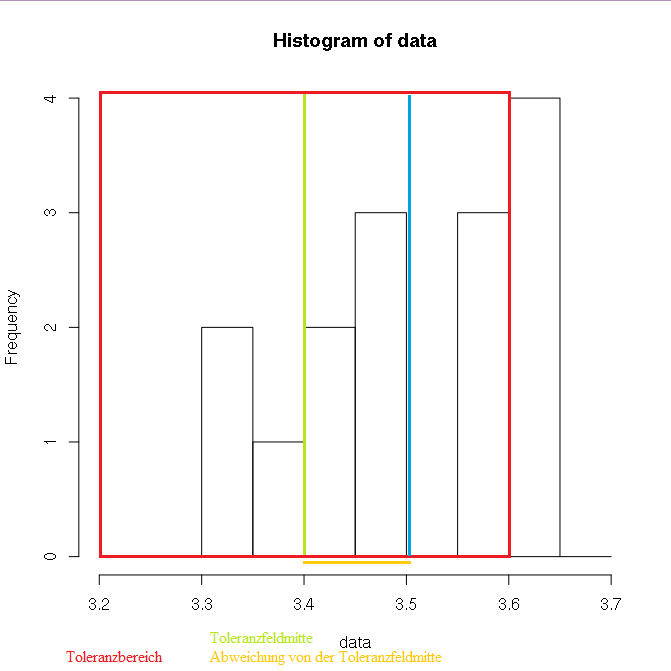 Histogram of data
Frequency
4
3
2
1
0
3.2 3.3 3.4 3.5 3.6 3.7
data
Toleranzfeldmitte
Toleranzbereich Abweichung von der Toleranzfeldmitte